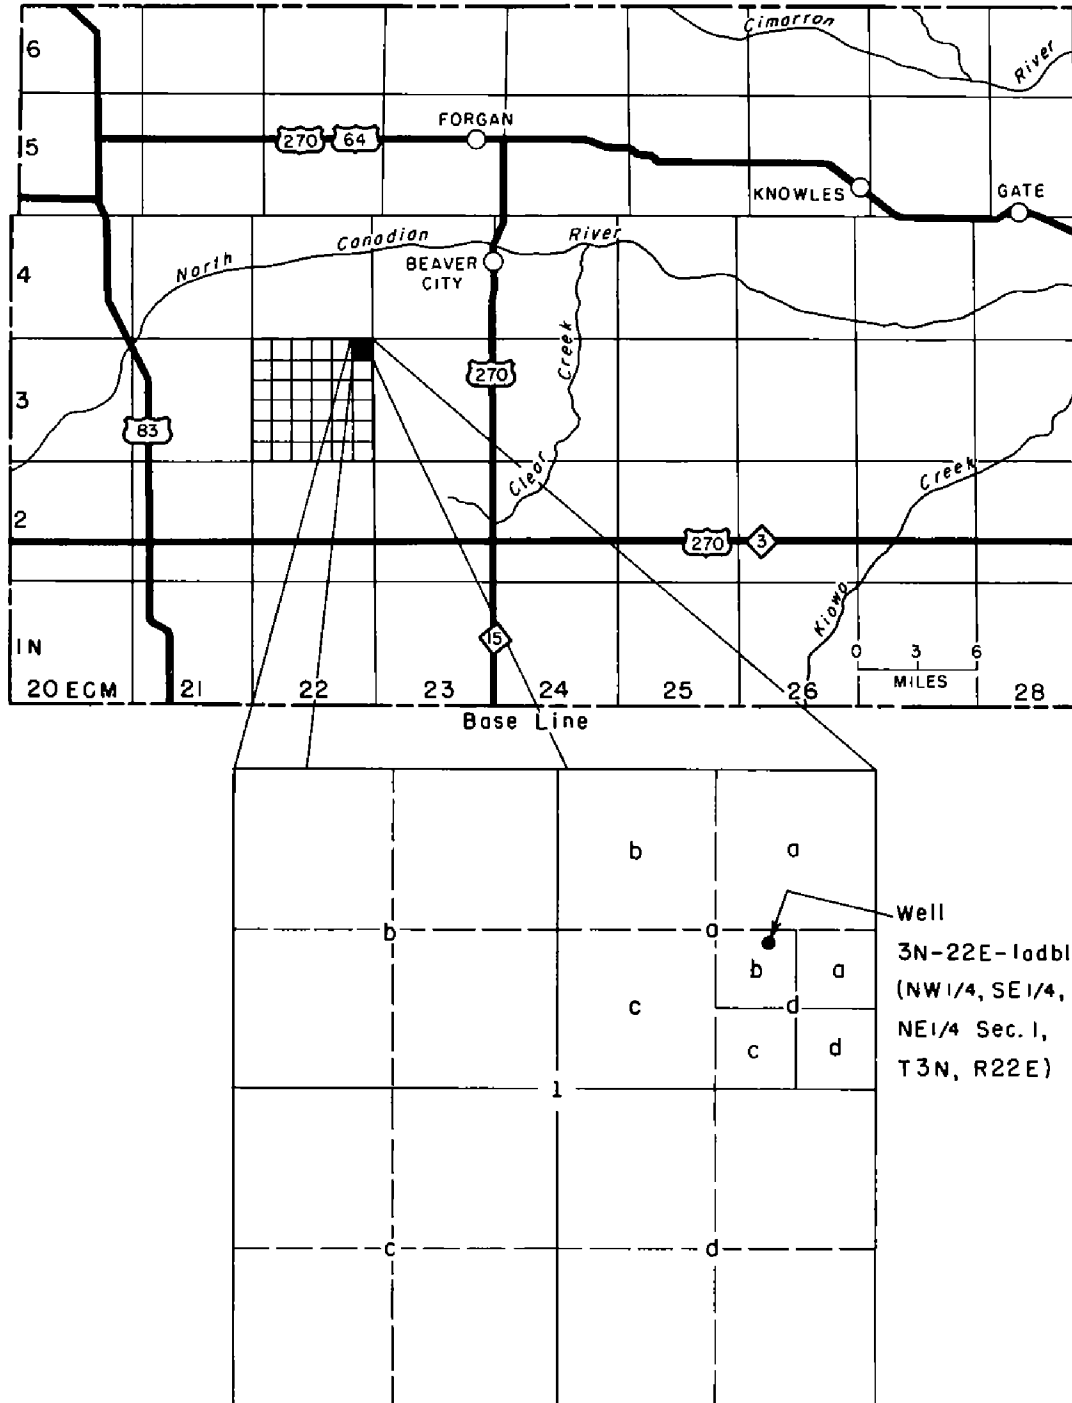 6
Cimarron
River
FORGAN
5
270
64
KNOWLES
GATE
4
North
Canadian
River
BEAVER
CITY
Creek
3
270
83
Clear
Creek
2
270
3
Kiowa
15
1N
0 3 6
MILES
20 ECM 21 22 23 24 25 26 28
Base Line
b a
Well
b a
3N-22E-1adb1
b a
(NW1/4, SE1/4,
c d
NE1/4 Sec. 1,
c d
T3N, R22E)
1
c d